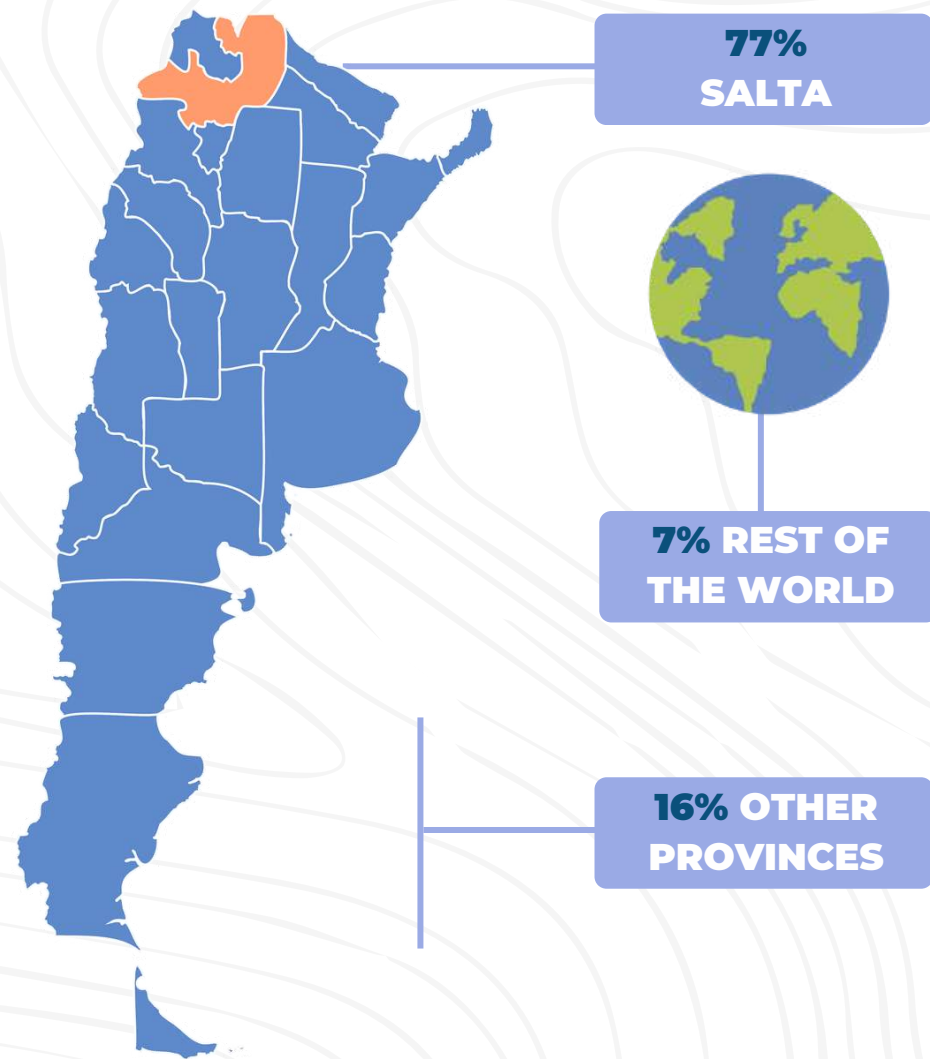 77%
SALTA
7% REST OF
THE WORLD
16% OTHER
PROVINCES